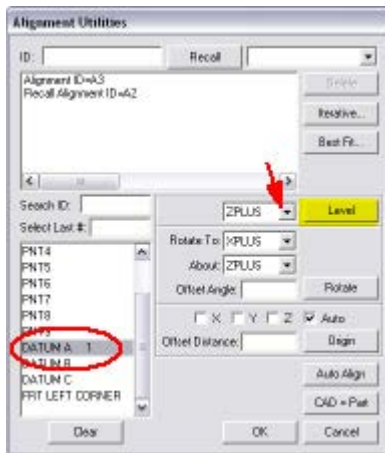 Alignment Utilities
ID:
Recall
Alignment ID=A3
Recall Alignment ID=A2
Delete
Iterative...
Best Fit...
Search ID:
Select Last #:
ZPLUS
Level
Rotate To: XPLUS
About: ZPLUS
Offset Angle:
Rotate
PNT4
PNT5
PNT6
PNT7
PNT8
PNT9
DATUM A 1
DATUM B
DATUM C
FRT LEFT CORNER
X Y Z Auto
Offset Distance:
Origin
Auto Align
CAD = Part
Clear
OK
Cancel